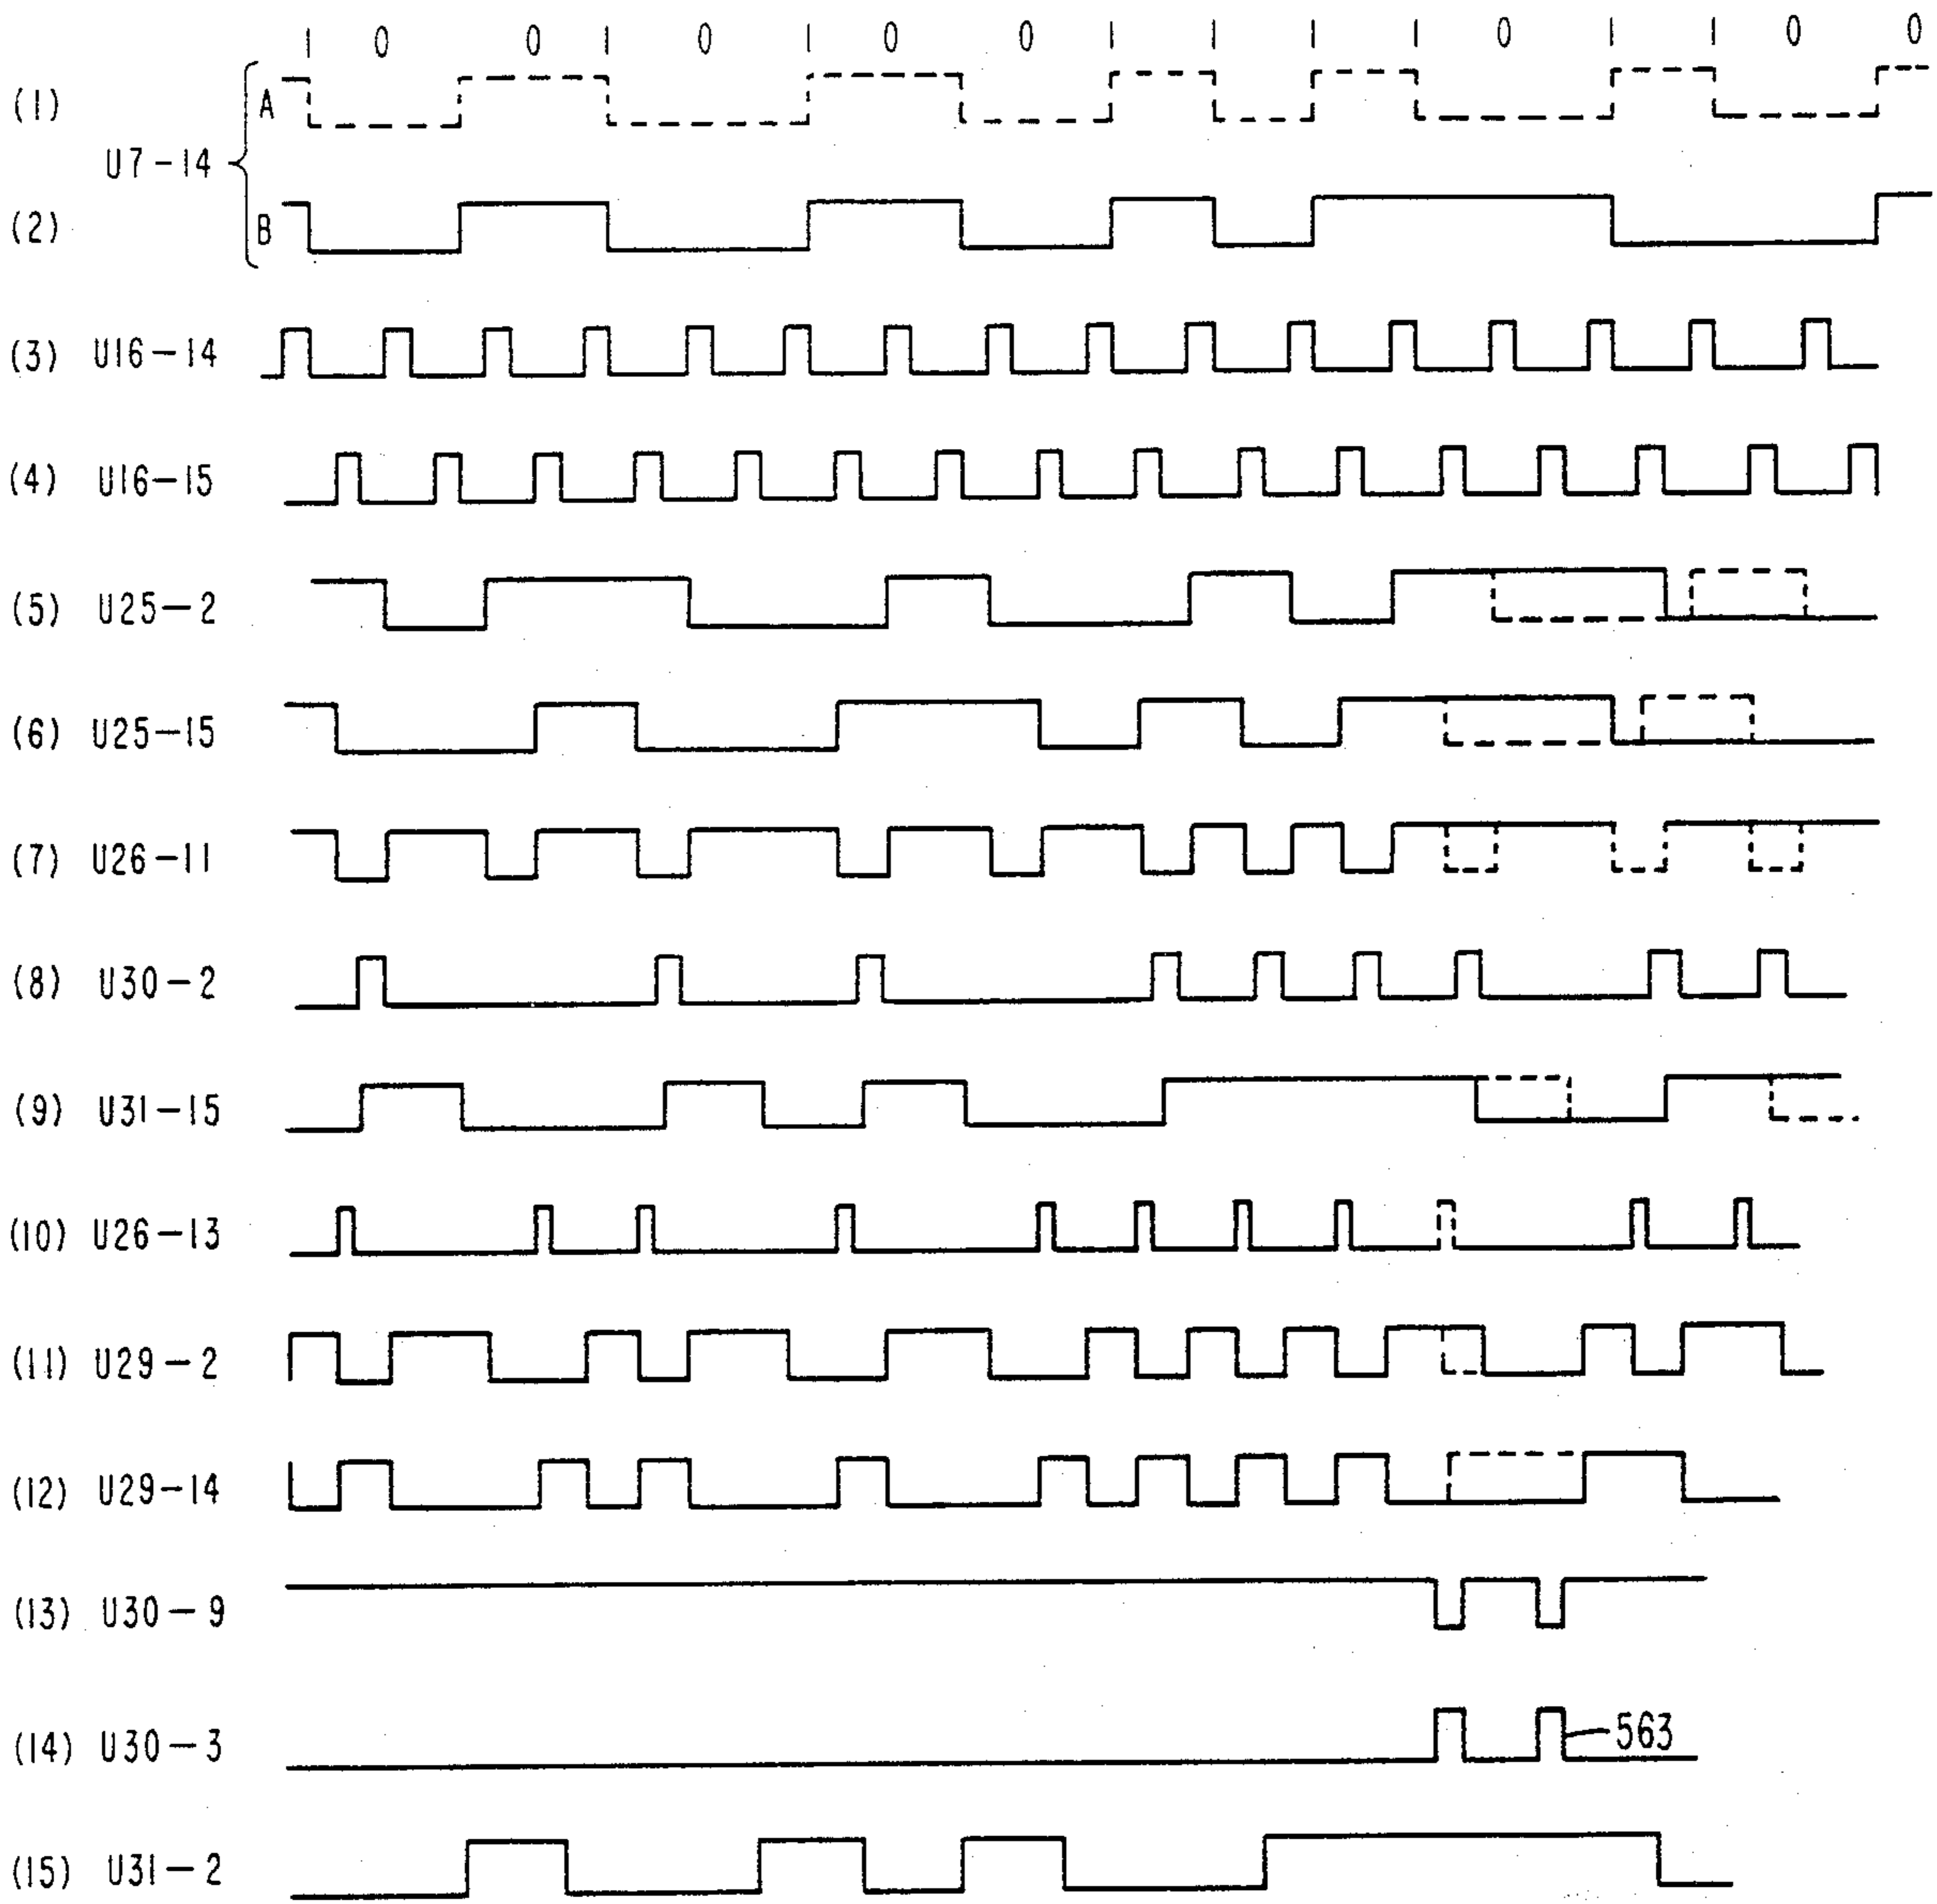 1 0 0 1 0 1 0 0 1 1 1 1 0 1 1 0 0
(1) A
U7-14
(2) B
(3) U16-14
(4) U16-15
(5) U25-2
(6) U25-15
(7) U26-11
(8) U30-2
(9) U31-15
(10) U26-13
(11) U29-2
(12) U29-14
(13) U30-9
(14) U30-3 563
(15) U31-2